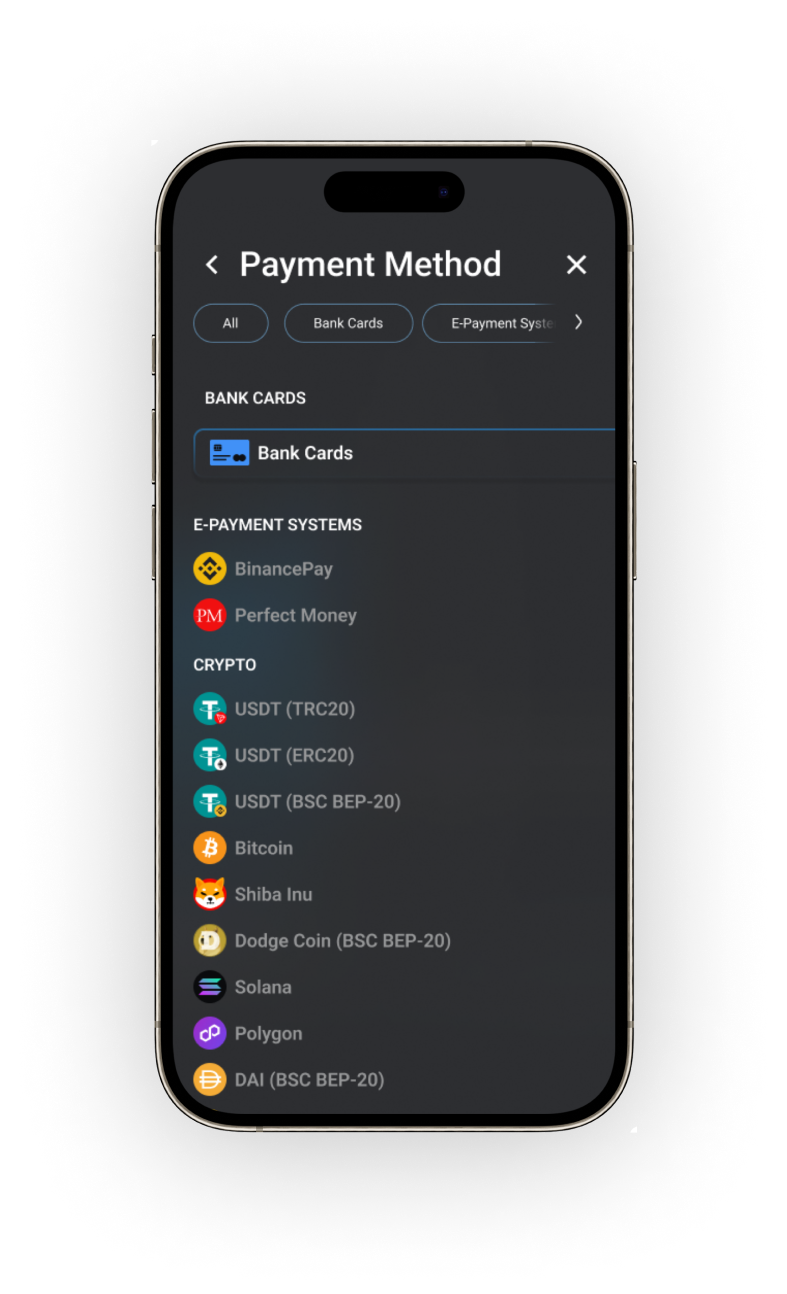 Payment Method
All
Bank Cards
E-Payment Syste
BANK CARDS
Bank Cards
E-PAYMENT SYSTEMS
BinancePay
PM
Perfect Money
CRYPTO
USDT (TRC20)
USDT (ERC20)
USDT (BSC BEP-20)
Bitcoin
Shiba Inu
Dodge Coin (BSC BEP-20)
Solana
Polygon
DAI (BSC BEP-20)